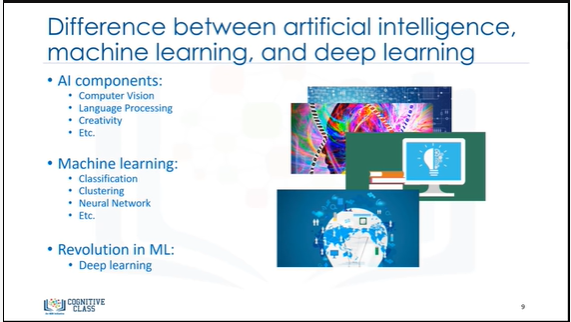 Difference between artificial intelligence,
machine learning, and deep learning
• AI components:
• Computer Vision
• Language Processing
• Creativity
• Etc.
• Machine learning:
• Classification
• Clustering
• Neural Network
• Etc.
• Revolution in ML:
• Deep learning
COGNITIVE
CLASS
9